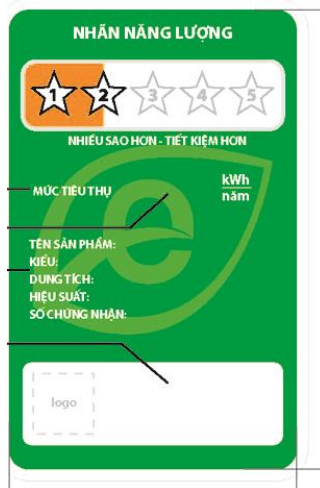 NHÃN NĂNG LƯỢNG
1 2 3 4 5
NHIỀU SAO HƠN - TIẾT KIỆM HƠN
MỨC TIÊU THỤ
kWh
năm
TÊN SẢN PHẨM:
KIỂU:
DUNG TÍCH:
HIỆU SUẤT:
SỐ CHỨNG NHẬN:
logo